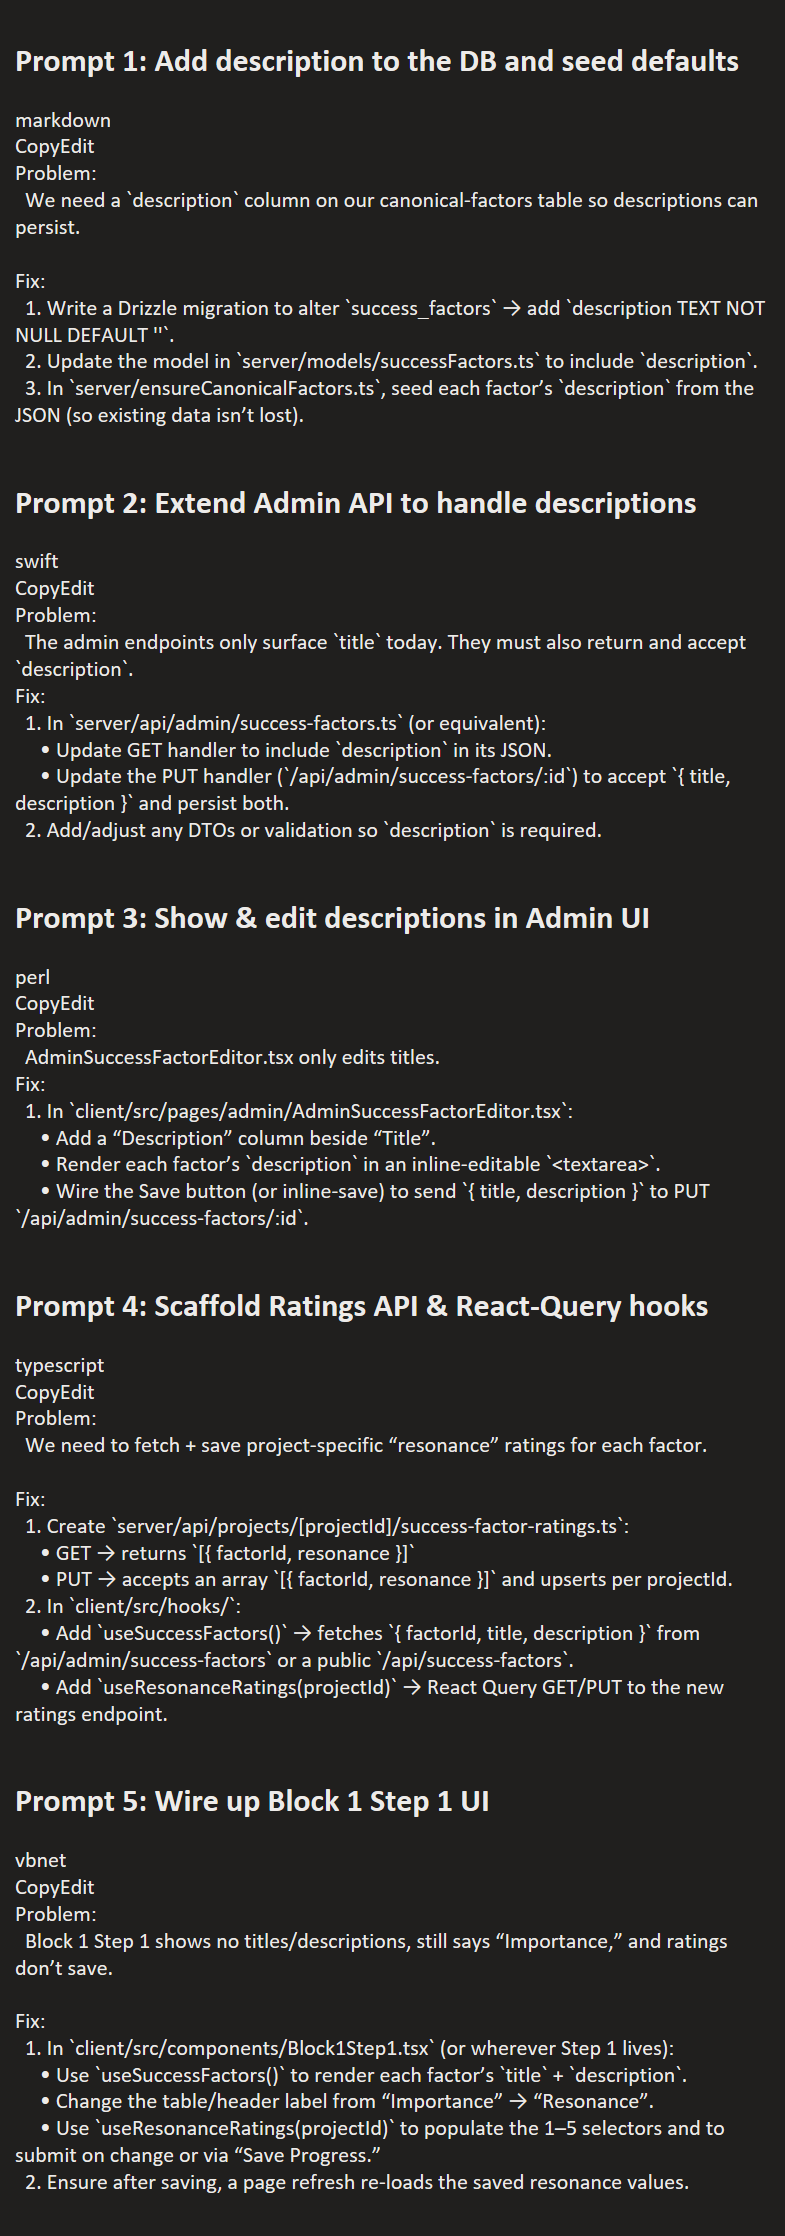 Prompt 1: Add description to the DB and seed defaults
markdown
CopyEdit
Problem:
We need a `description` column on our canonical-factors table so descriptions can
persist.
Fix:
1. Write a Drizzle migration to alter `success_factors` → add `description TEXT NOT
NULL DEFAULT ''`.
2. Update the model in `server/models/successFactors.ts` to include `description`.
3. In `server/ensureCanonicalFactors.ts`, seed each factor’s `description` from the
JSON (so existing data isn’t lost).
Prompt 2: Extend Admin API to handle descriptions
swift
CopyEdit
Problem:
The admin endpoints only surface `title` today. They must also return and accept
`description`.
Fix:
1. In `server/api/admin/success-factors.ts` (or equivalent):
• Update GET handler to include `description` in its JSON.
• Update the PUT handler (`/api/admin/success-factors/:id`) to accept `{ title,
description }` and persist both.
2. Add/adjust any DTOs or validation so `description` is required.
Prompt 3: Show & edit descriptions in Admin UI
perl
CopyEdit
Problem:
AdminSuccessFactorEditor.tsx only edits titles.
Fix:
1. In `client/src/pages/admin/AdminSuccessFactorEditor.tsx`:
• Add a “Description” column beside “Title”.
• Render each factor’s `description` in an inline-editable `<textarea>`.
• Wire the Save button (or inline-save) to send `{ title, description }` to PUT
`/api/admin/success-factors/:id`.
Prompt 4: Scaffold Ratings API & React-Query hooks
typescript
CopyEdit
Problem:
We need to fetch + save project-specific “resonance” ratings for each factor.
Fix:
1. Create `server/api/projects/[projectId]/success-factor-ratings.ts`:
• GET → returns `[{ factorId, resonance }]`
• PUT → accepts an array `[{ factorId, resonance }]` and upserts per projectId.
2. In `client/src/hooks/`:
• Add `useSuccessFactors()` → fetches `{ factorId, title, description }` from
`/api/admin/success-factors` or a public `/api/success-factors`.
• Add `useResonanceRatings(projectId)` → React Query GET/PUT to the new
ratings endpoint.
Prompt 5: Wire up Block 1 Step 1 UI
vbnet
CopyEdit
Problem:
Block 1 Step 1 shows no titles/descriptions, still says “Importance,” and ratings
don’t save.
Fix:
1. In `client/src/components/Block1Step1.tsx` (or wherever Step 1 lives):
• Use `useSuccessFactors()` to render each factor’s `title` + `description`.
• Change the table/header label from “Importance” → “Resonance”.
• Use `useResonanceRatings(projectId)` to populate the 1–5 selectors and to
submit on change or via “Save Progress.”
2. Ensure after saving, a page refresh re-loads the saved resonance values.